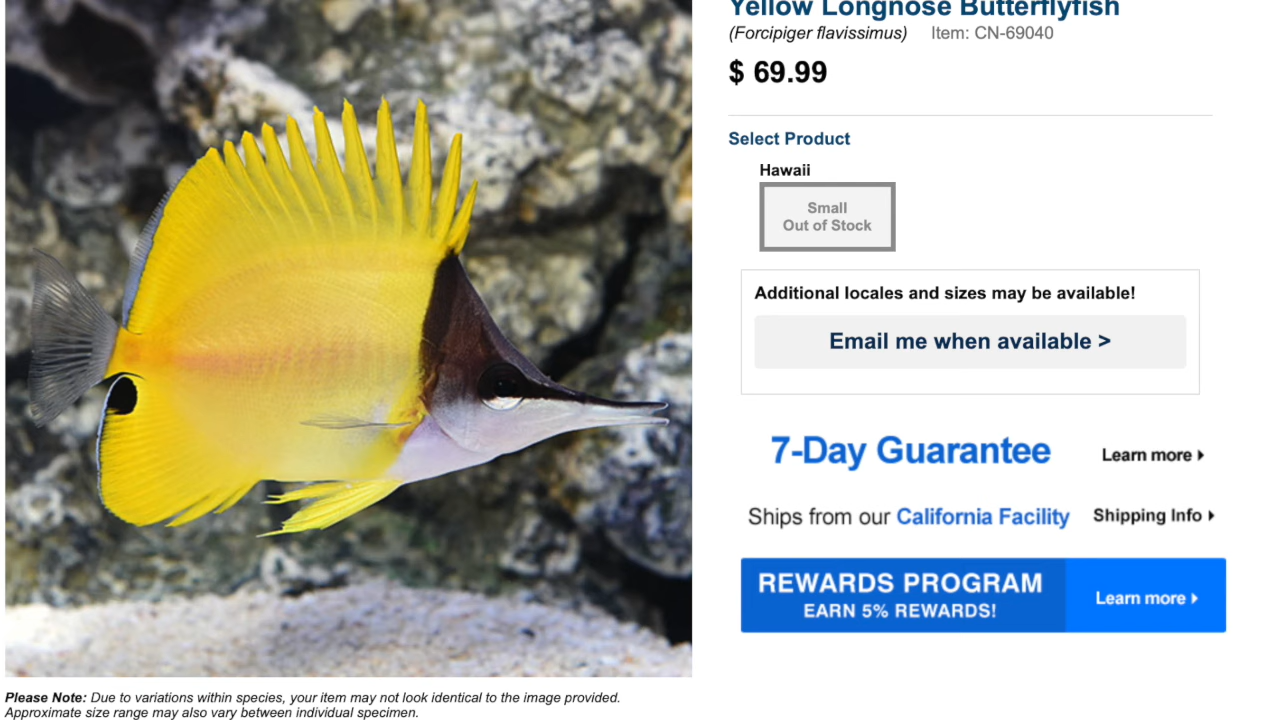 Yellow Longnose Butterflyfish
(Forcipiger flavissimus) Item: CN-69040
$ 69.99
Select Product
Hawaii
Small
Out of Stock
Additional locales and sizes may be available!
Email me when available >
7-Day Guarantee Learn more
Ships from our California Facility Shipping Info
REWARDS PROGRAM
EARN 5% REWARDS!
Learn more
Please Note: Due to variations within species, your item may not look identical to the image provided.
Approximate size range may also vary between individual specimen.